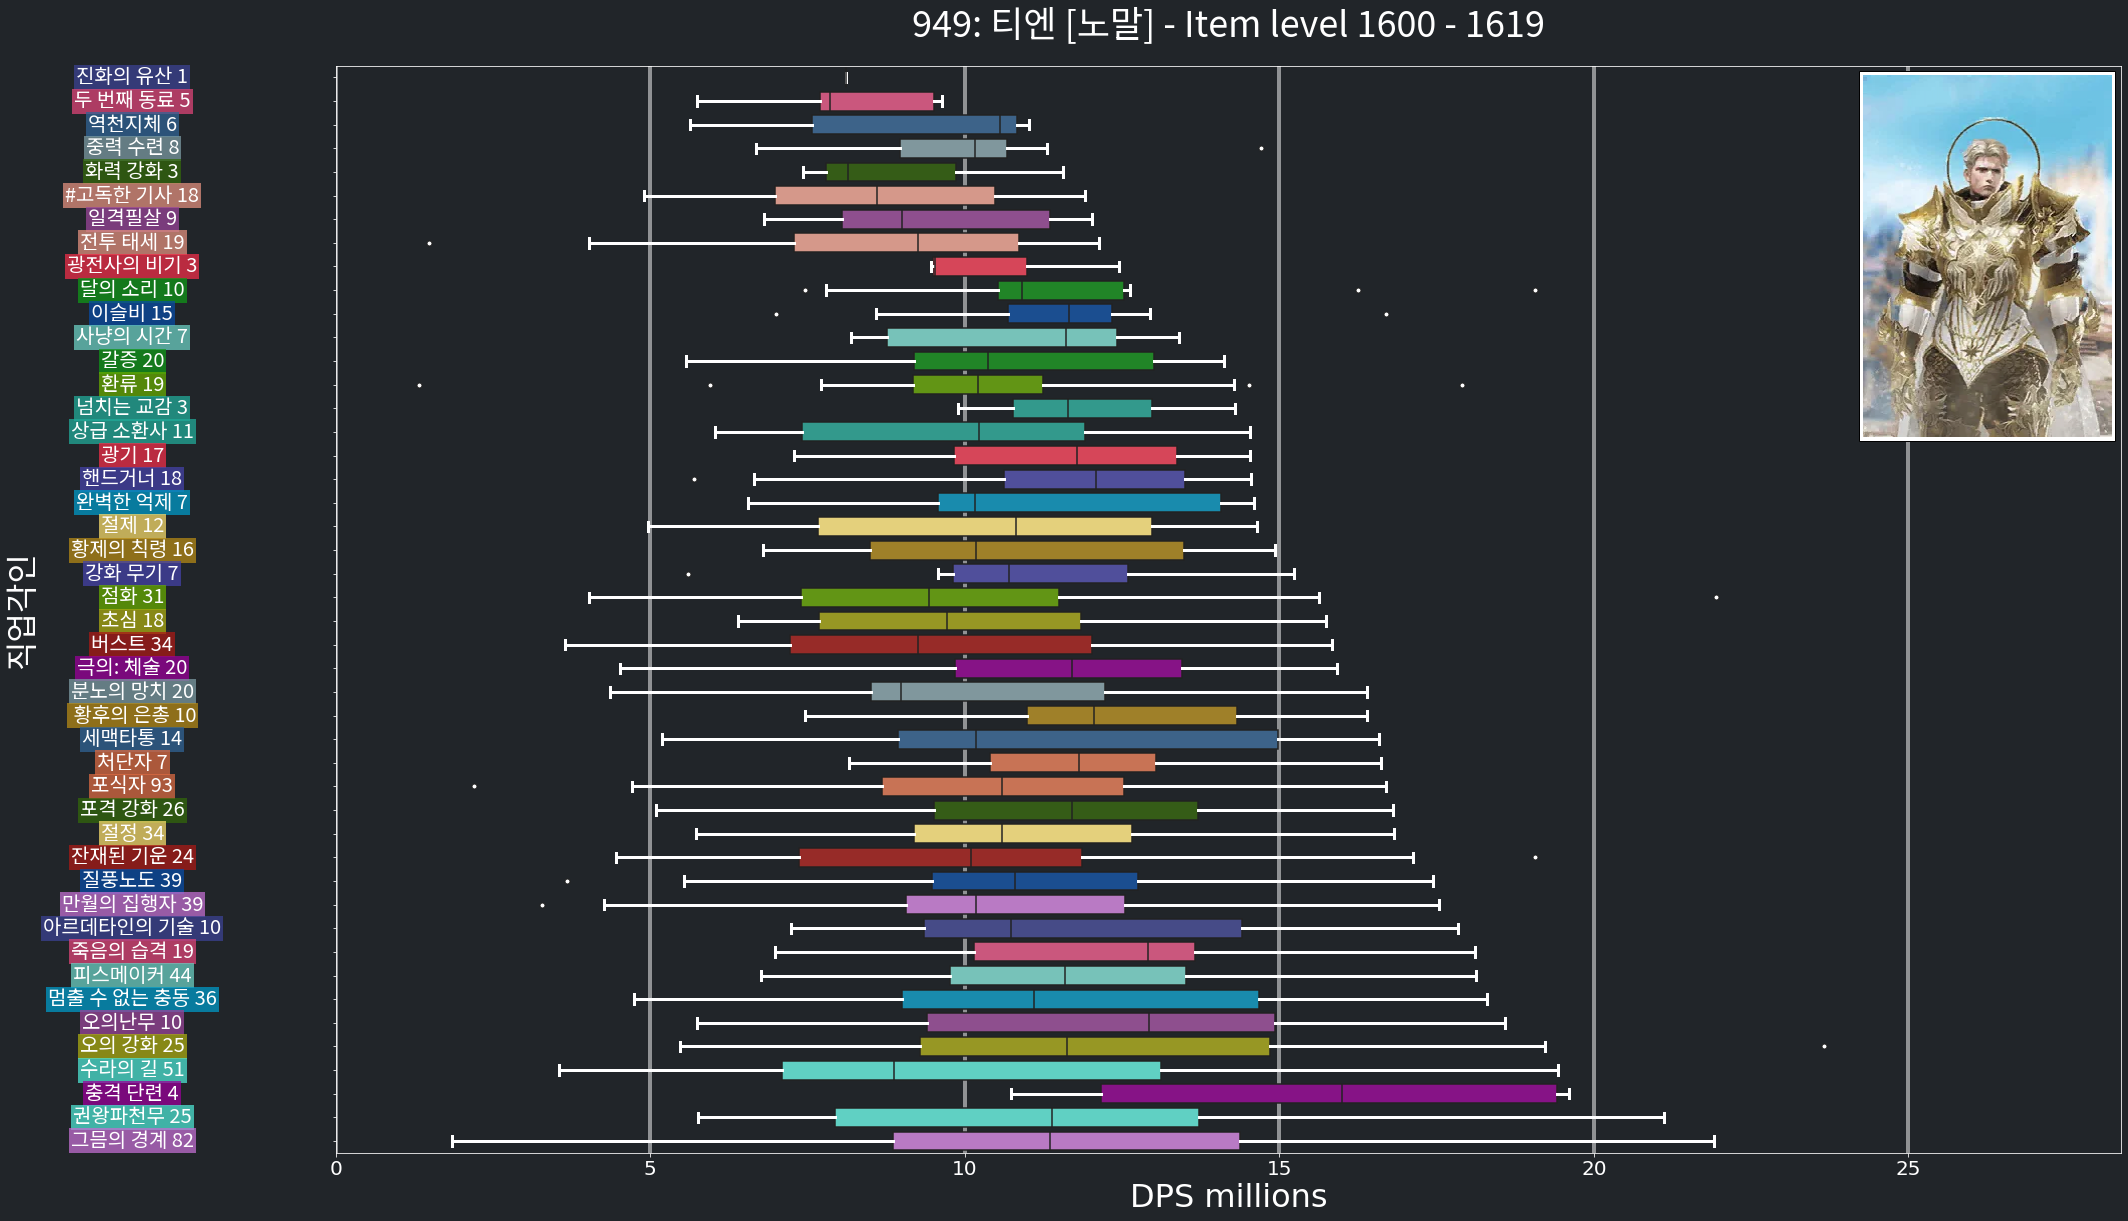 949: 티엔 [노말] - Item level 1600 - 1619
진화의 유산 1
두 번째 동료 5
역천지체 6
중력 수련 8
화력 강화 3
#고독한 기사 18
일격필살 9
전투 태세 19
광전사의 비기 3
달의 소리 10
이슬비 15
사냥의 시간 7
갈증 20
환류 19
넘치는 교감 3
상급 소환사 11
광기 17
핸드거너 18
완벽한 억제 7
절제 12
황제의 칙령 16
강화 무기 7
점화 31
초심 18
버스트 34
극의: 체술 20
분노의 망치 20
황후의 은총 10
세맥타통 14
처단자 7
포식자 93
포격 강화 26
절정 34
잔재된 기운 24
질풍노도 39
만월의 집행자 39
아르데타인의 기술 10
죽음의 습격 19
피스메이커 44
멈출 수 없는 충동 36
오의난무 10
오의 강화 25
수라의 길 51
충격 단련 4
권왕파천무 25
그믐의 경계 82
직업각인
0 5 10 15 20 25
DPS millions